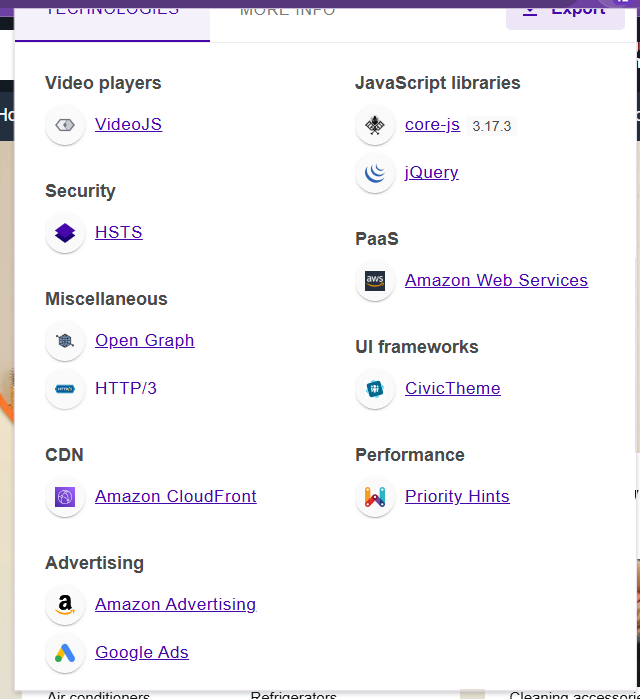 TECHNOLOGIES
MORE INFO
Export
Video players
VideoJS
Security
HSTS
Miscellaneous
Open Graph
HTTP/3
CDN
Amazon CloudFront
Advertising
Amazon Advertising
Google Ads
JavaScript libraries
core-js 3.17.3
jQuery
PaaS
aws
Amazon Web Services
UI frameworks
CivicTheme
Performance
Priority Hints
Air conditioners
Refrigerators